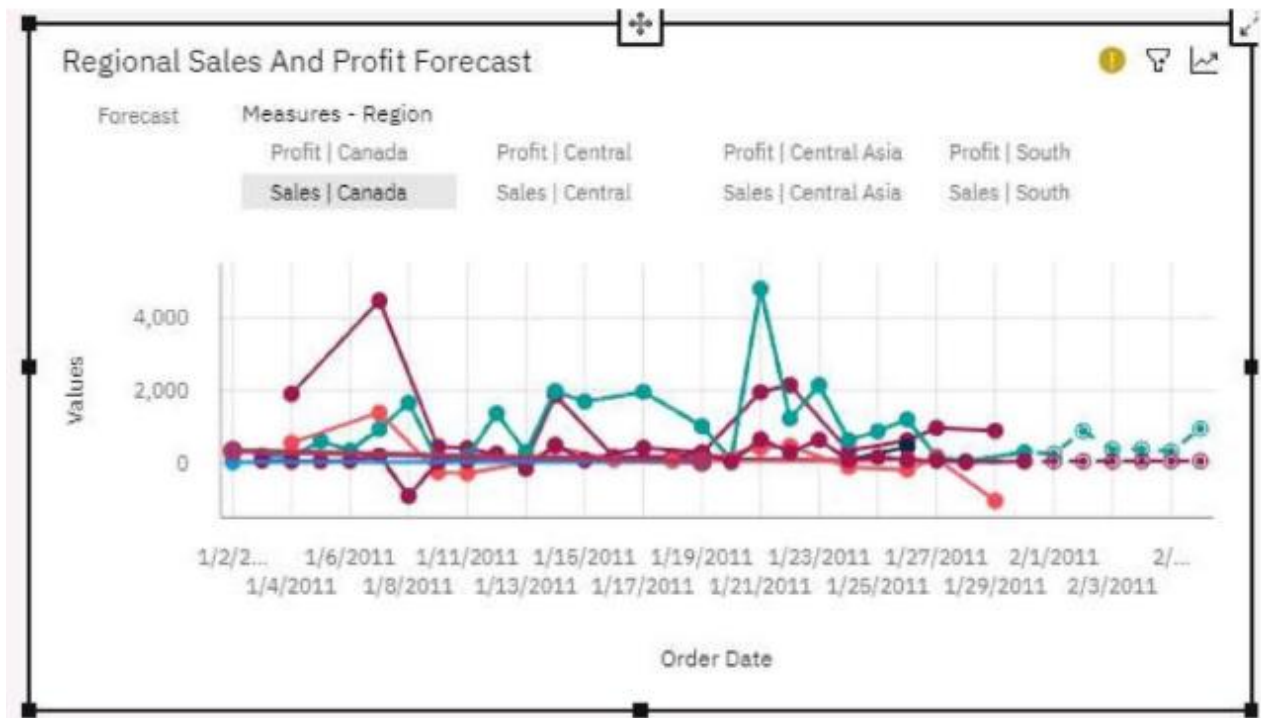 Regional Sales And Profit Forecast
Forecast Measures - Region
Profit | Canada Profit | Central Profit | Central Asia Profit | South
Sales | Canada Sales | Central Sales | Central Asia Sales | South
4,000
2,000
0
Values
1/2/2... 1/6/2011 1/11/2011 1/15/2011 1/19/2011 1/23/2011 1/27/2011 2/1/2011 2/...
1/4/2011 1/8/2011 1/13/2011 1/17/2011 1/21/2011 1/25/2011 1/29/2011 2/3/2011
Order Date